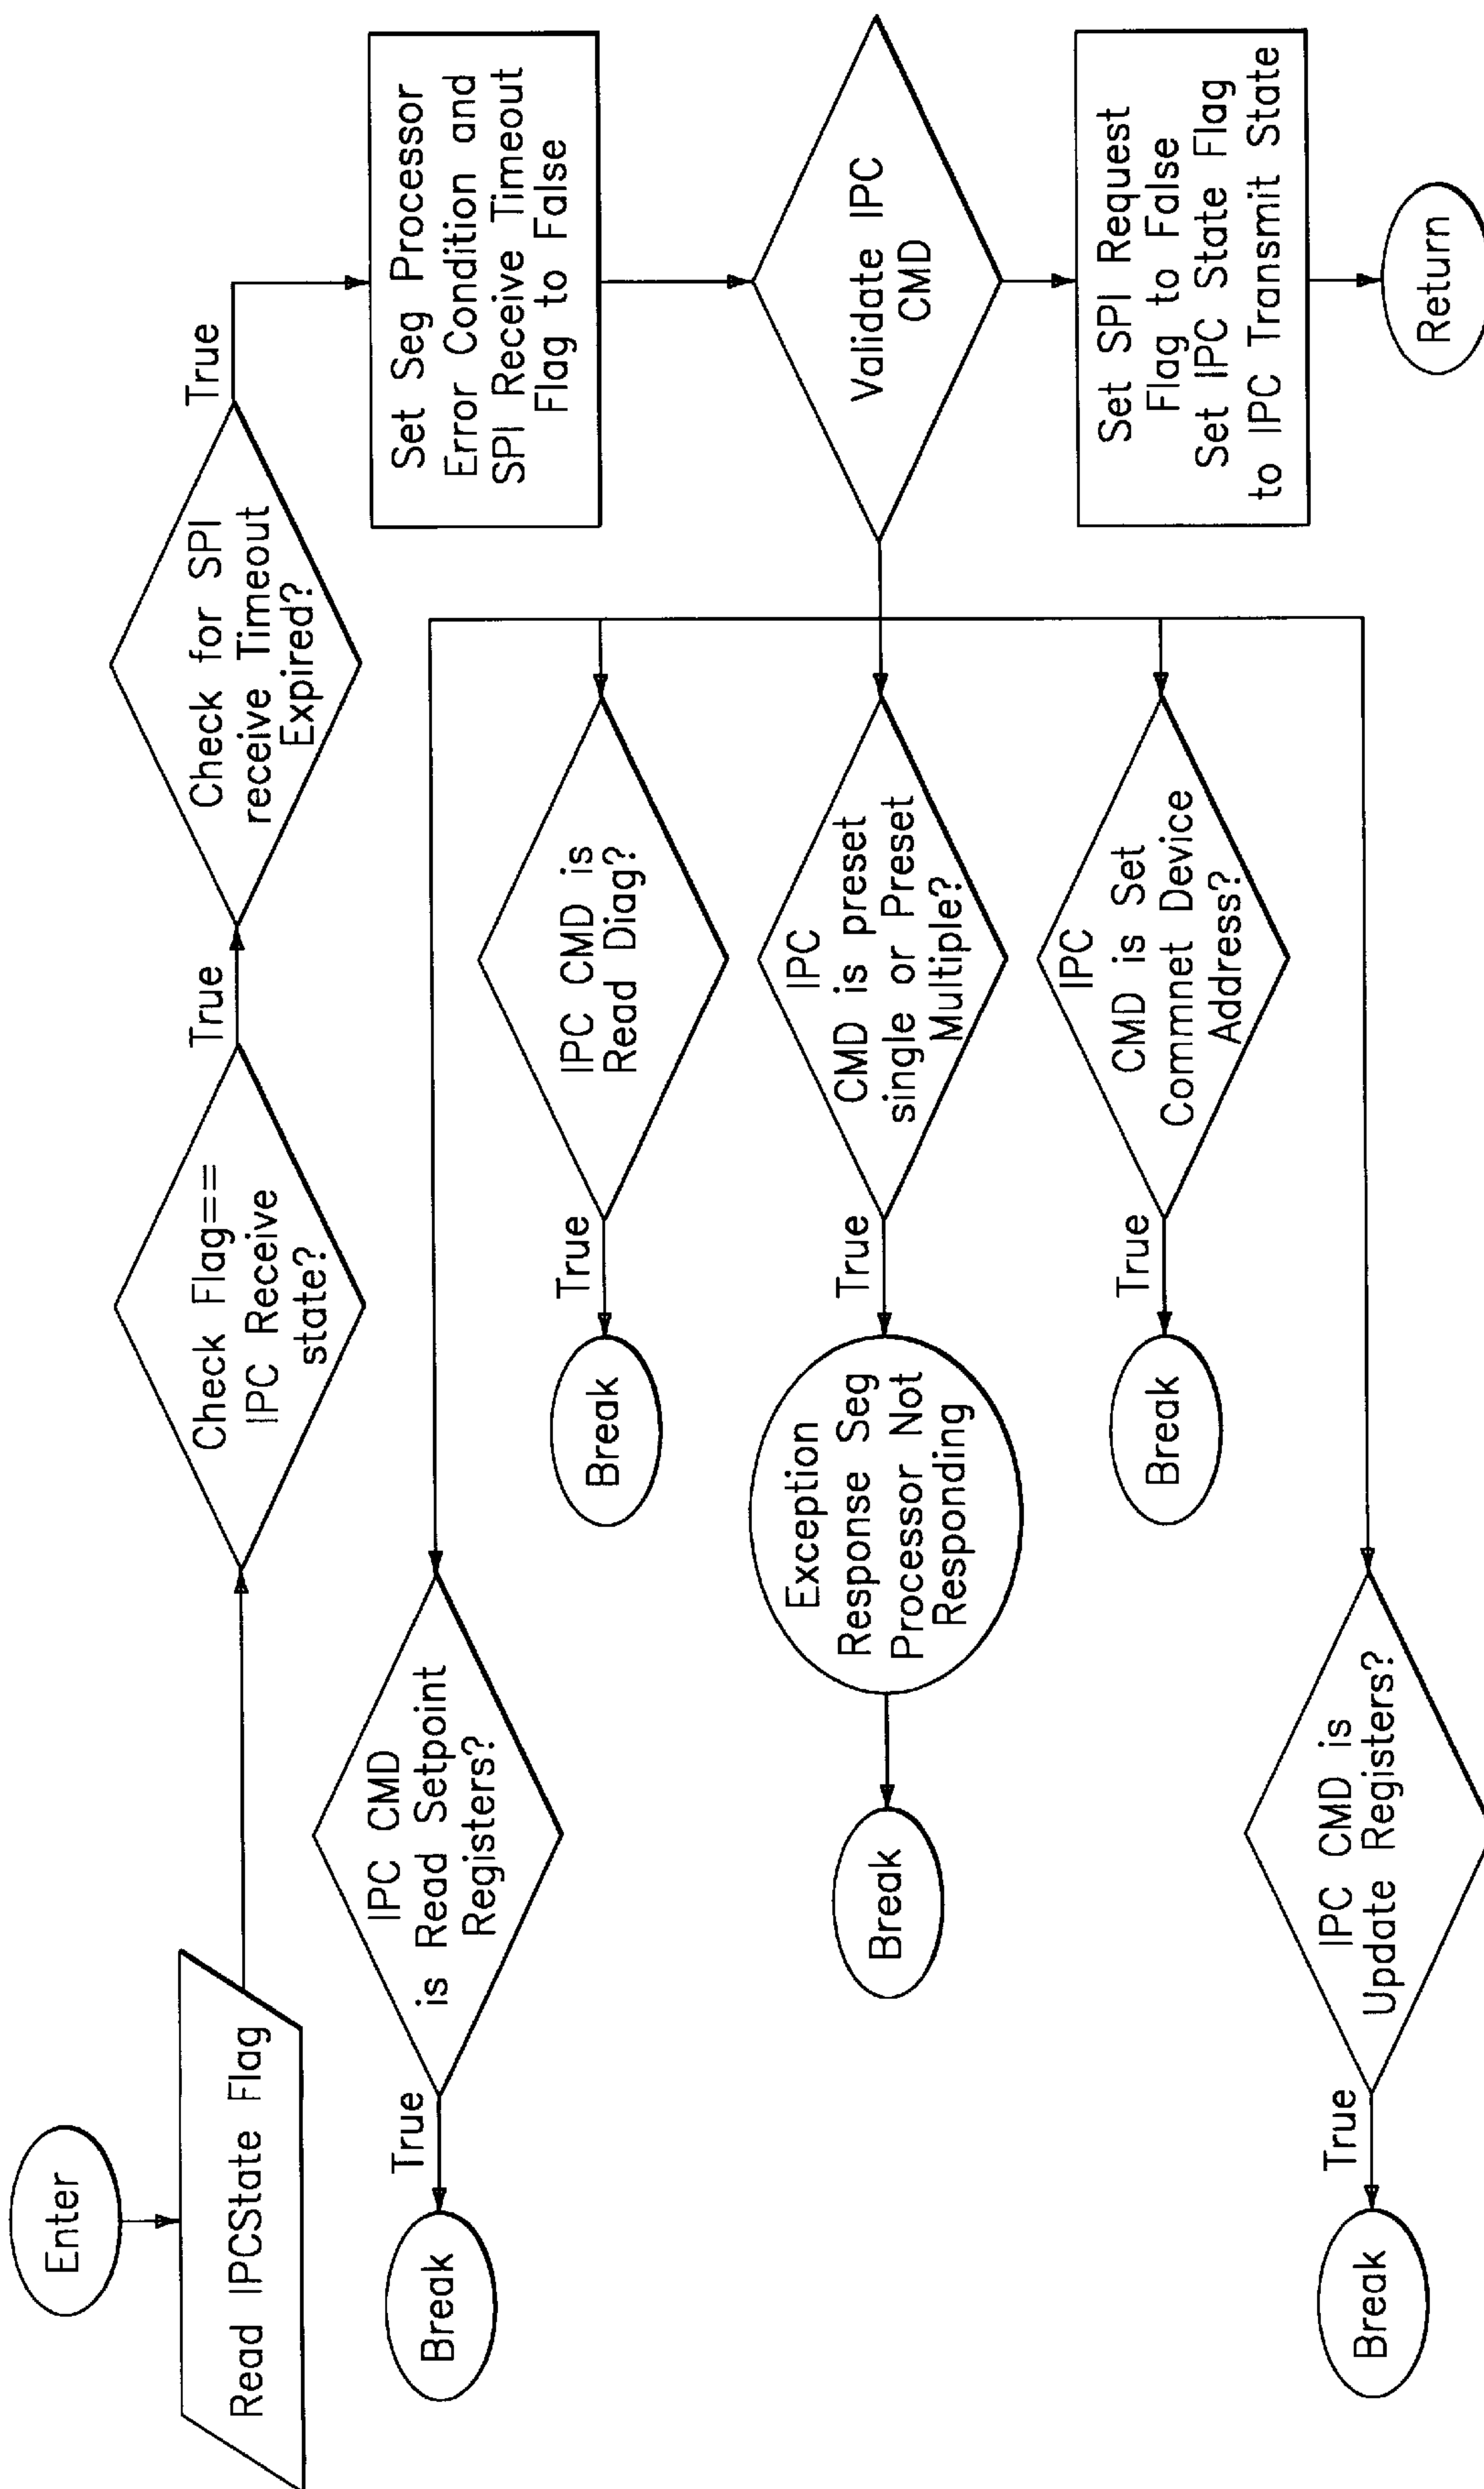 Enter
Read IPCState Flag
Check Flag==
IPC Receive
state?
True
Check for SPI
receive Timeout
Expired?
True
Set Seg Processor
Error Condition and
SPI Receive Timeout
Flag to False
Validate IPC
CMD
Set SPI Request
Flag to False
Set IPC State Flag
to IPC Transmit State
Return
IPC CMD
is Read Setpoint
Registers?
True
Break
IPC CMD is
Read Diag?
True
Break
IPC
CMD is preset
single or Preset
Multiple?
True
Exception
Response Seg
Processor Not
Responding
Break
IPC
CMD is Set
Commnet Device
Address?
True
Break
IPC CMD is
Update Registers?
True
Break